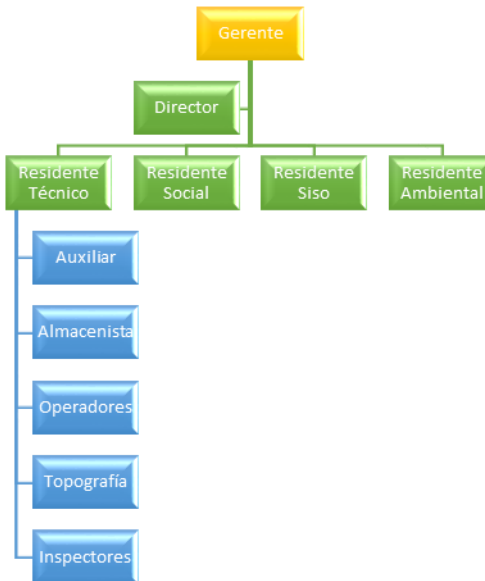 Gerente
Director
Residente
Técnico
Residente
Social
Residente
Siso
Residente
Ambiental
Auxiliar
Almacenista
Operadores
Topografía
Inspectores